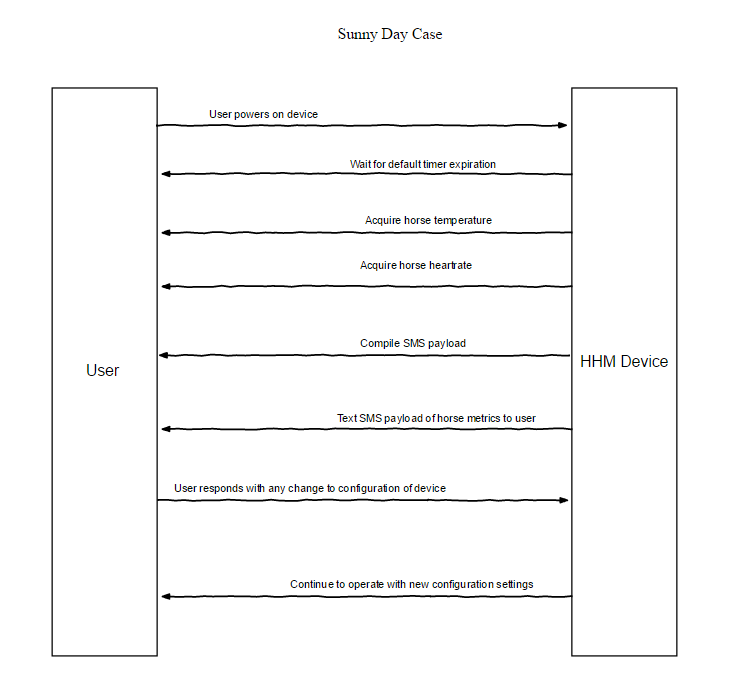 Sunny Day Case
User powers on device
Wait for default timer expiration
Acquire horse temperature
Acquire horse heartrate
Compile SMS payload
HHM Device
User
Text SMS payload of horse metrics to user
User responds with any change to configuration of device
Continue to operate with new configuration settings